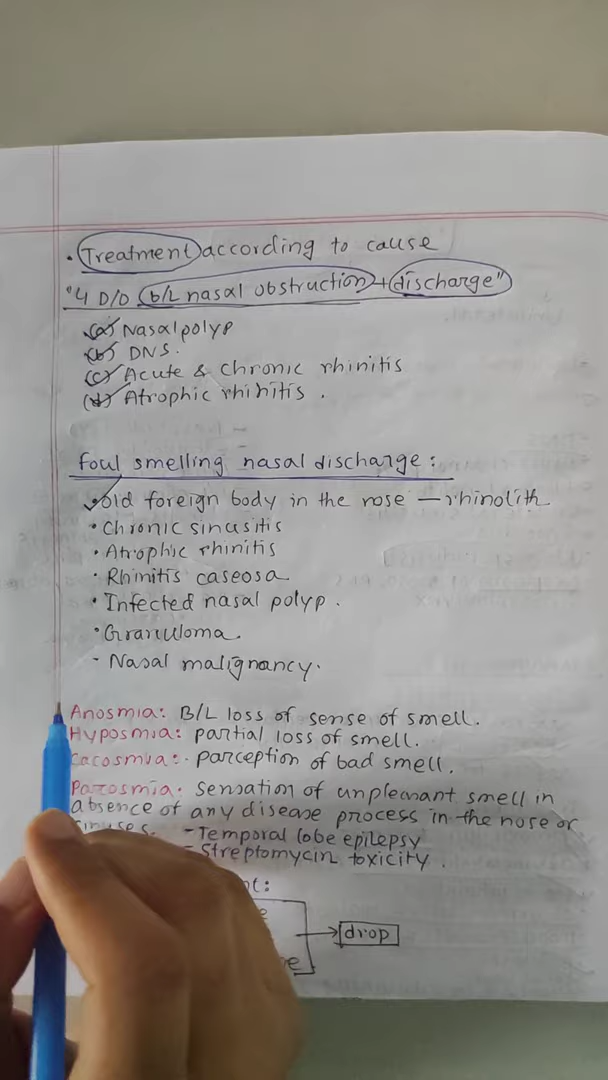 . Treatment according to cause
"4 D/D b/L nasal obstruction + discharge"
(a) Nasal polyp
(b) DNS.
(c) Acute & chronic rhinitis
(d) Atrophic rhinitis .
foul smelling nasal discharge :
• Old foreign body in the nose - rhinolith
• Chronic sinusitis
• Atrophic rhinitis
• Rhinitis caseosa
• Infected nasal polyp .
• Granuloma.
- Nasal malignancy.
Anosmia: B/L loss of sense of smell.
Hyposmia: partial loss of smell.
Cacosmia: parception of bad smell.
Parosmia: sensation of unpleasant smell in
absence of any disease process in the nose or
sinuses. - Temporal lobe epilepsy
- Streptomycin toxicity.
drop